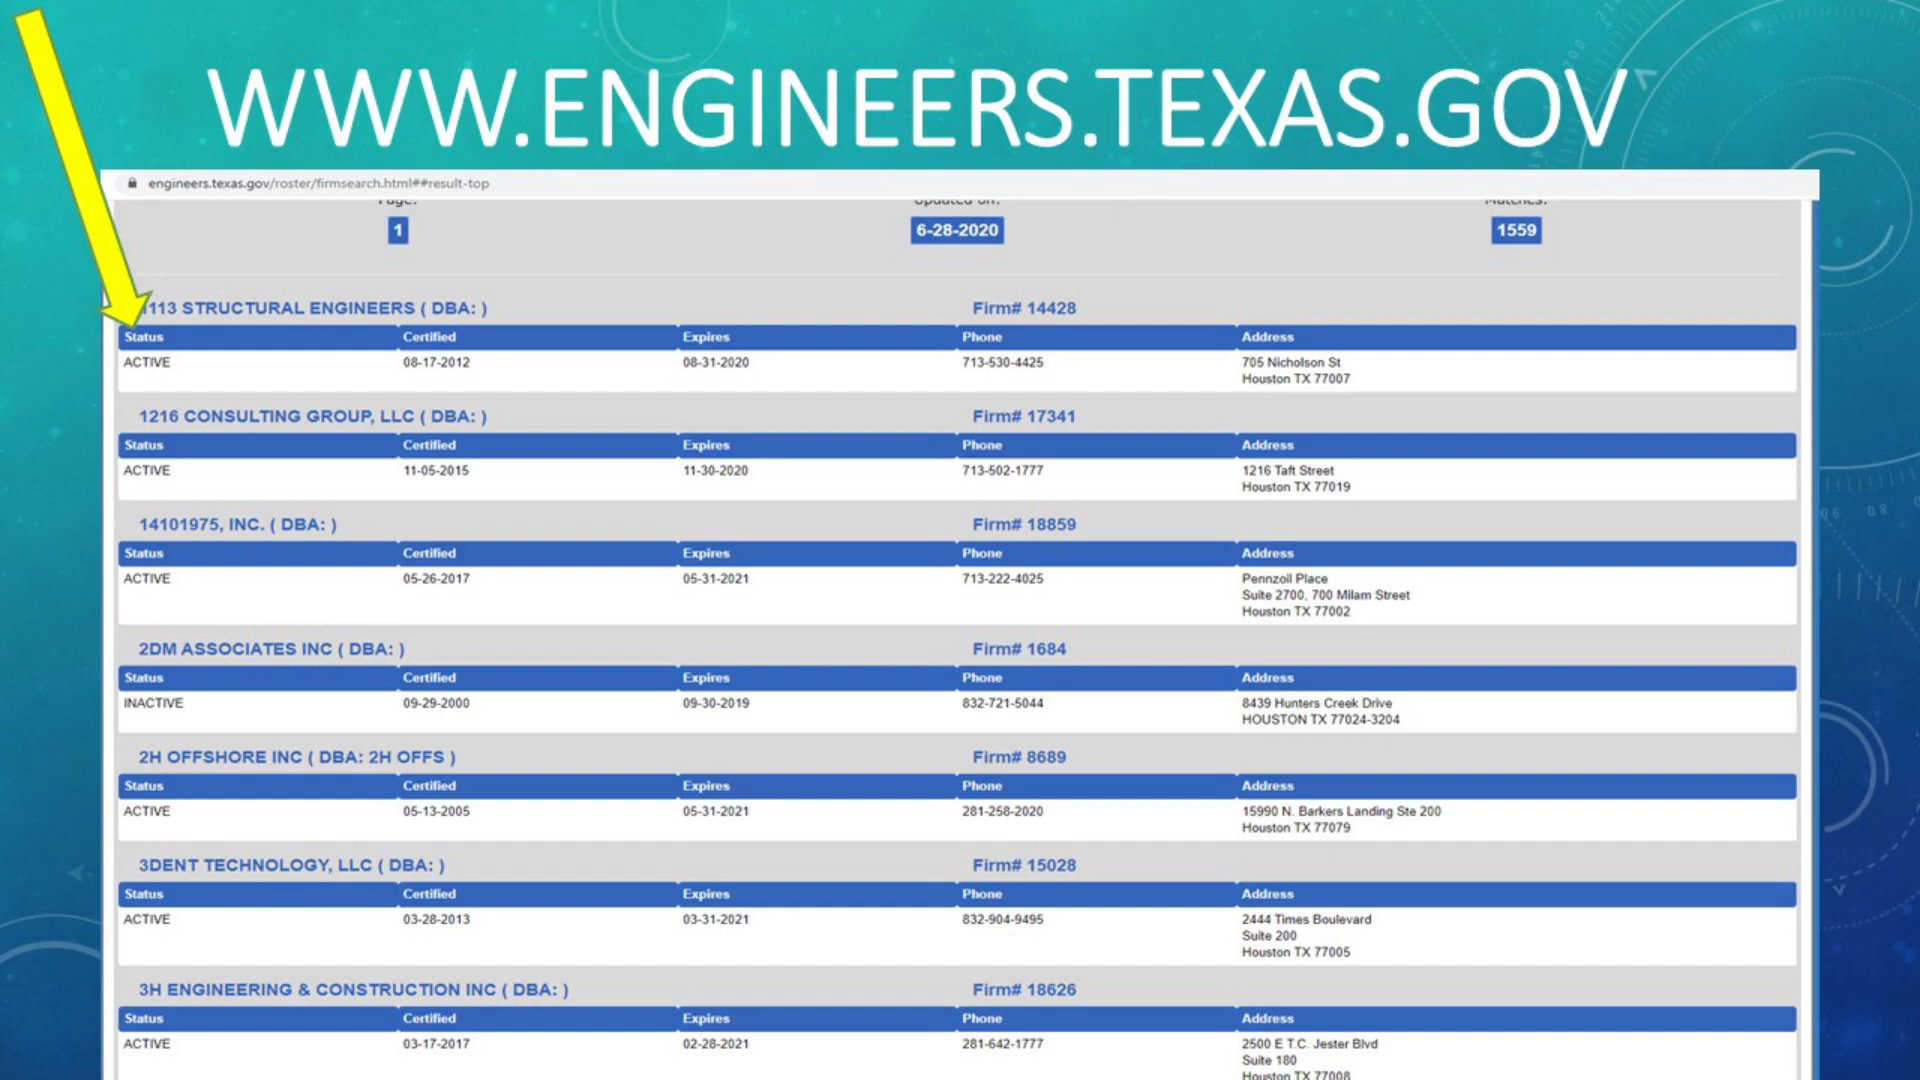 WWW.ENGINEERS.TEXAS.GOV
engineers.texas.gov/roster/firmsearch.html##result-top
Page: Updated on: Matches:
1 6-28-2020 1559
1113 STRUCTURAL ENGINEERS ( DBA: ) Firm# 14428
Status Certified Expires Phone Address
ACTIVE 08-17-2012 08-31-2020 713-530-4425 705 Nicholson St
Houston TX 77007
1216 CONSULTING GROUP, LLC ( DBA: ) Firm# 17341
Status Certified Expires Phone Address
ACTIVE 11-05-2015 11-30-2020 713-502-1777 1216 Taft Street
Houston TX 77019
14101975, INC. ( DBA: ) Firm# 18859
Status Certified Expires Phone Address
ACTIVE 05-26-2017 05-31-2021 713-222-4025 Pennzoil Place
Suite 2700, 700 Milam Street
Houston TX 77002
2DM ASSOCIATES INC ( DBA: ) Firm# 1684
Status Certified Expires Phone Address
INACTIVE 09-29-2000 09-30-2019 832-721-5044 8439 Hunters Creek Drive
HOUSTON TX 77024-3204
2H OFFSHORE INC ( DBA: 2H OFFS ) Firm# 8689
Status Certified Expires Phone Address
ACTIVE 05-13-2005 05-31-2021 281-258-2020 15990 N. Barkers Landing Ste 200
Houston TX 77079
3DENT TECHNOLOGY, LLC ( DBA: ) Firm# 15028
Status Certified Expires Phone Address
ACTIVE 03-28-2013 03-31-2021 832-904-9495 2444 Times Boulevard
Suite 200
Houston TX 77005
3H ENGINEERING & CONSTRUCTION INC ( DBA: ) Firm# 18626
Status Certified Expires Phone Address
ACTIVE 03-17-2017 02-28-2021 281-642-1777 2500 E T.C. Jester Blvd
Suite 180
Houston TX 77008